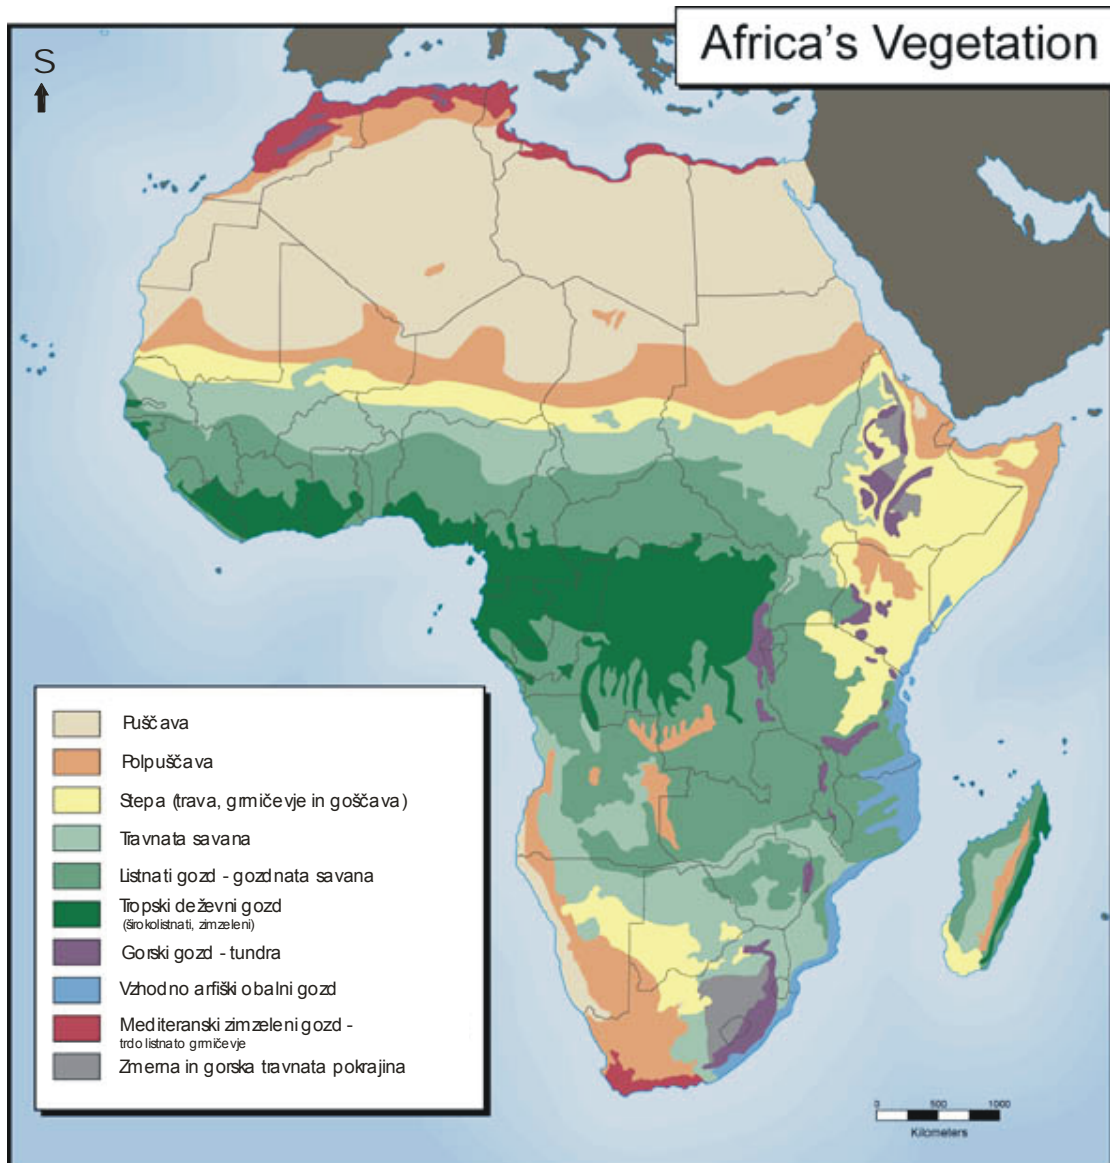 Africa's Vegetation
S
Puščava
Polpuščava
Stepa (trava, grmičevje in goščava)
Travnata savana
Listnati gozd - gozdnata savana
Tropski deževni gozd
(širokolistnati, zimzeleni)
Gorski gozd - tundra
Vzhodno arfiški obalni gozd
Mediteranski zimzeleni gozd -
trdo listnato grmičevje
Zmerna in gorska travnata pokrajina
0 500 1000
Kilometers